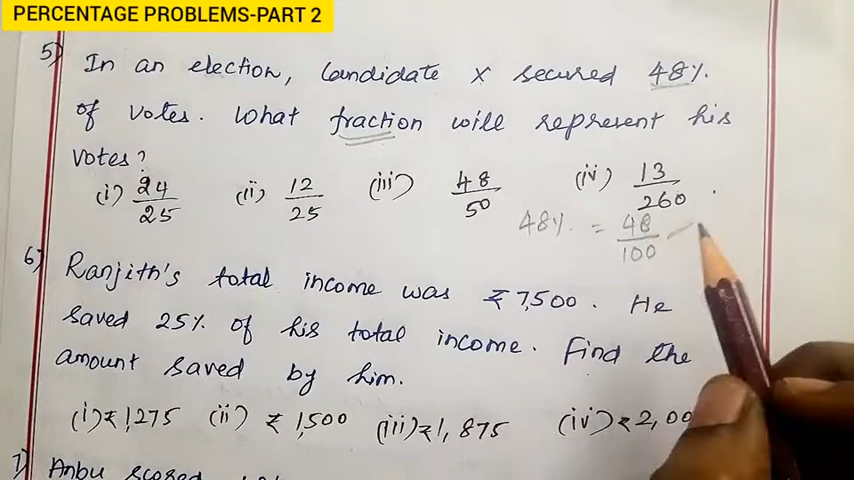 PERCENTAGE PROBLEMS-PART 2
5) In an election, Candidate X secured 48%
of votes. What fraction will represent his
votes?
(i) 24/25 (ii) 12/25 (iii) 48/50 (iv) 13/260
48% = 48/100
6) Ranjith's total income was ₹7,500. He
saved 25% of his total income. Find the
amount saved by him.
(i) ₹1,275 (ii) ₹1,500 (iii) ₹1,875 (iv) ₹2,00
7) Anbu scored